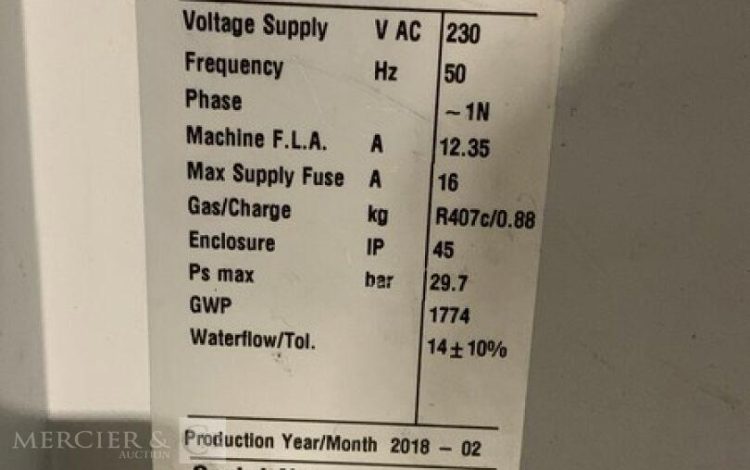 Voltage Supply V AC 230
Frequency Hz 50
Phase ~1N
Machine F.L.A. A 12.35
Max Supply Fuse A 16
Gas/Charge kg R407c/0.88
Enclosure IP 45
Ps max bar 29.7
GWP 1774
Waterflow/Tol. 14±10%
Production Year/Month 2018 - 02
MERCIER &
AUCTION